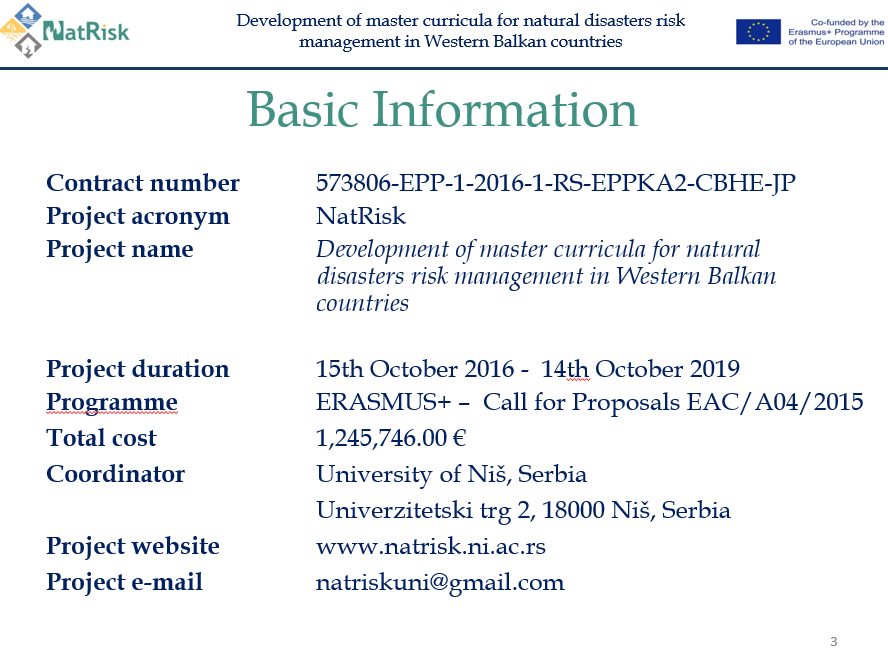 NatRisk
Development of master curricula for natural disasters risk
management in Western Balkan countries
Co-funded by the
Erasmus+ Programme
of the European Union
Basic Information
Contract number 573806-EPP-1-2016-1-RS-EPPKA2-CBHE-JP
Project acronym NatRisk
Project name Development of master curricula for natural
disasters risk management in Western Balkan
countries
Project duration 15th October 2016 - 14th October 2019
Programme ERASMUS+ – Call for Proposals EAC/A04/2015
Total cost 1,245,746.00 €
Coordinator University of Niš, Serbia
Univerzitetski trg 2, 18000 Niš, Serbia
Project website www.natrisk.ni.ac.rs
Project e-mail natriskuni@gmail.com
3